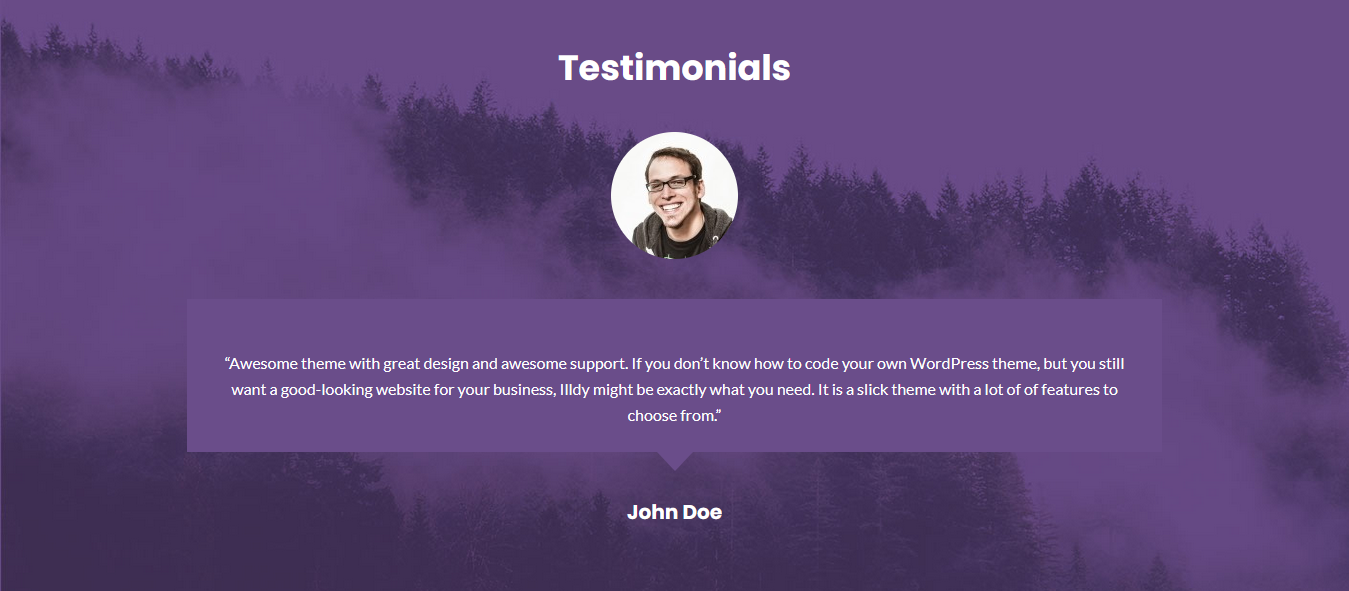 Testimonials
“Awesome theme with great design and awesome support. If you don’t know how to code your own WordPress theme, but you still
want a good-looking website for your business, Illdy might be exactly what you need. It is a slick theme with a lot of of features to
choose from.”
John Doe